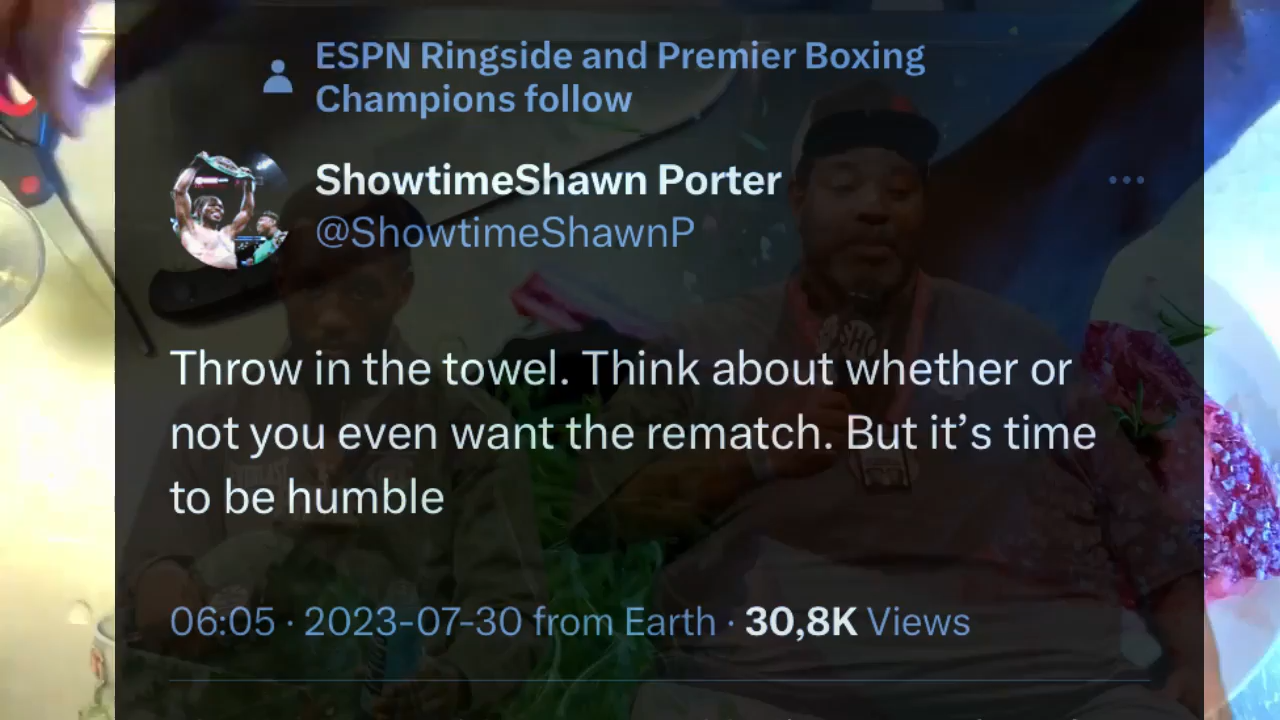 ESPN Ringside and Premier Boxing
Champions follow
ShowtimeShawn Porter
@ShowtimeShawnP
Throw in the towel. Think about whether or
not you even want the rematch. But it’s time
to be humble
06:05 · 2023-07-30 from Earth · 30,8K Views